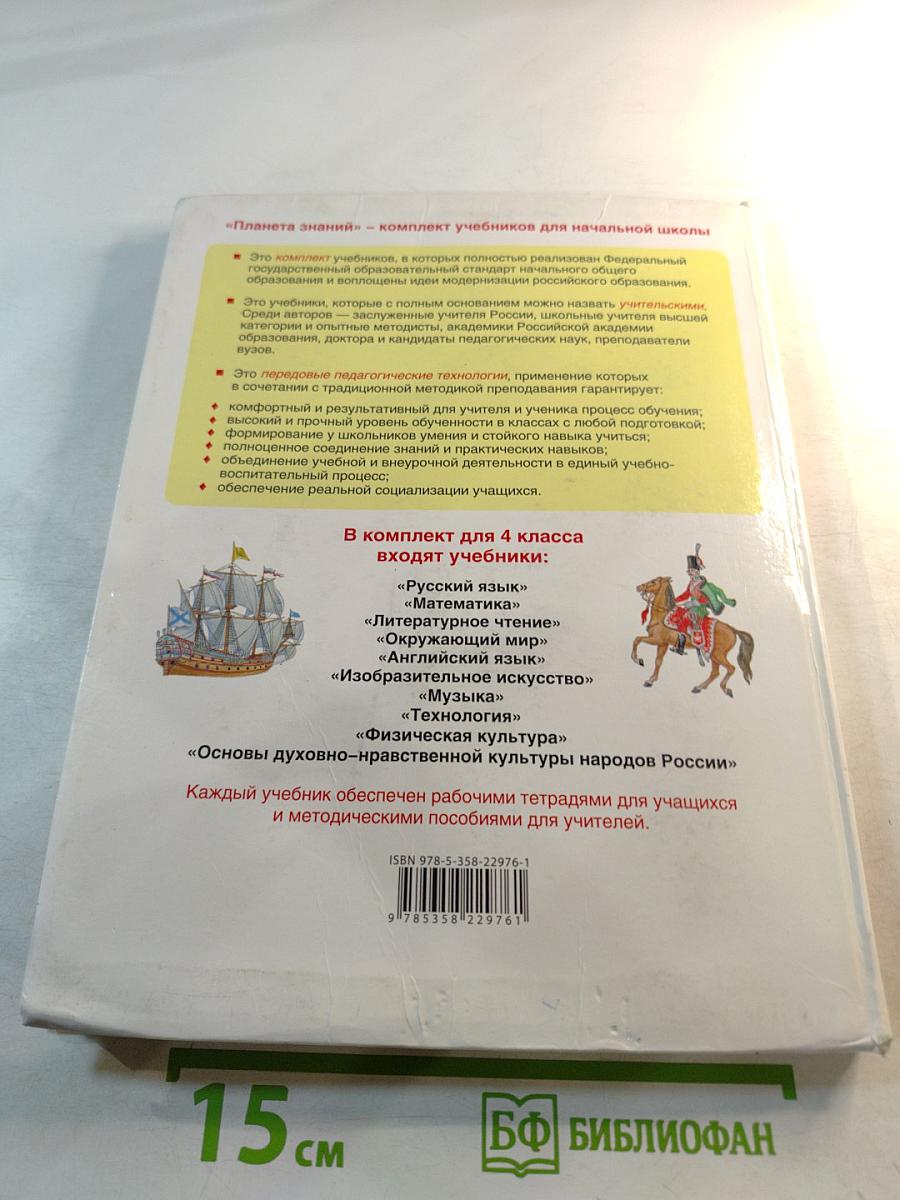 «Планета знаний» – комплект учебников для начальной школы
Это комплект учебников, в которых полностью реализован Федеральный
государственный образовательный стандарт начального общего
образования и воплощены идеи модернизации российского образования.
Это учебники, которые с полным основанием можно назвать учительскими.
Среди авторов — заслуженные учителя России, школьные учителя высшей
категории и опытные методисты, академики Российской академии
образования, доктора и кандидаты педагогических наук, преподаватели
вузов.
Это передовые педагогические технологии, применение которых
в сочетании с традиционной методикой преподавания гарантирует:
комфортный и результативный для учителя и ученика процесс обучения;
высокий и прочный уровень обученности в классах с любой подготовкой;
формирование у школьников умения и стойкого навыка учиться;
полноценное соединение знаний и практических навыков;
объединение учебной и внеурочной деятельности в единый учебно-
воспитательный процесс;
обеспечение реальной социализации учащихся.
В комплект для 4 класса
входят учебники:
«Русский язык»
«Математика»
«Литературное чтение»
«Окружающий мир»
«Английский язык»
«Изобразительное искусство»
«Музыка»
«Технология»
«Физическая культура»
«Основы духовно–нравственной культуры народов России»
Каждый учебник обеспечен рабочими тетрадями для учащихся
и методическими пособиями для учителей.
ISBN 978-5-358-22976-1
9 785358 229761
15 см
БФ БИБЛИОФАН